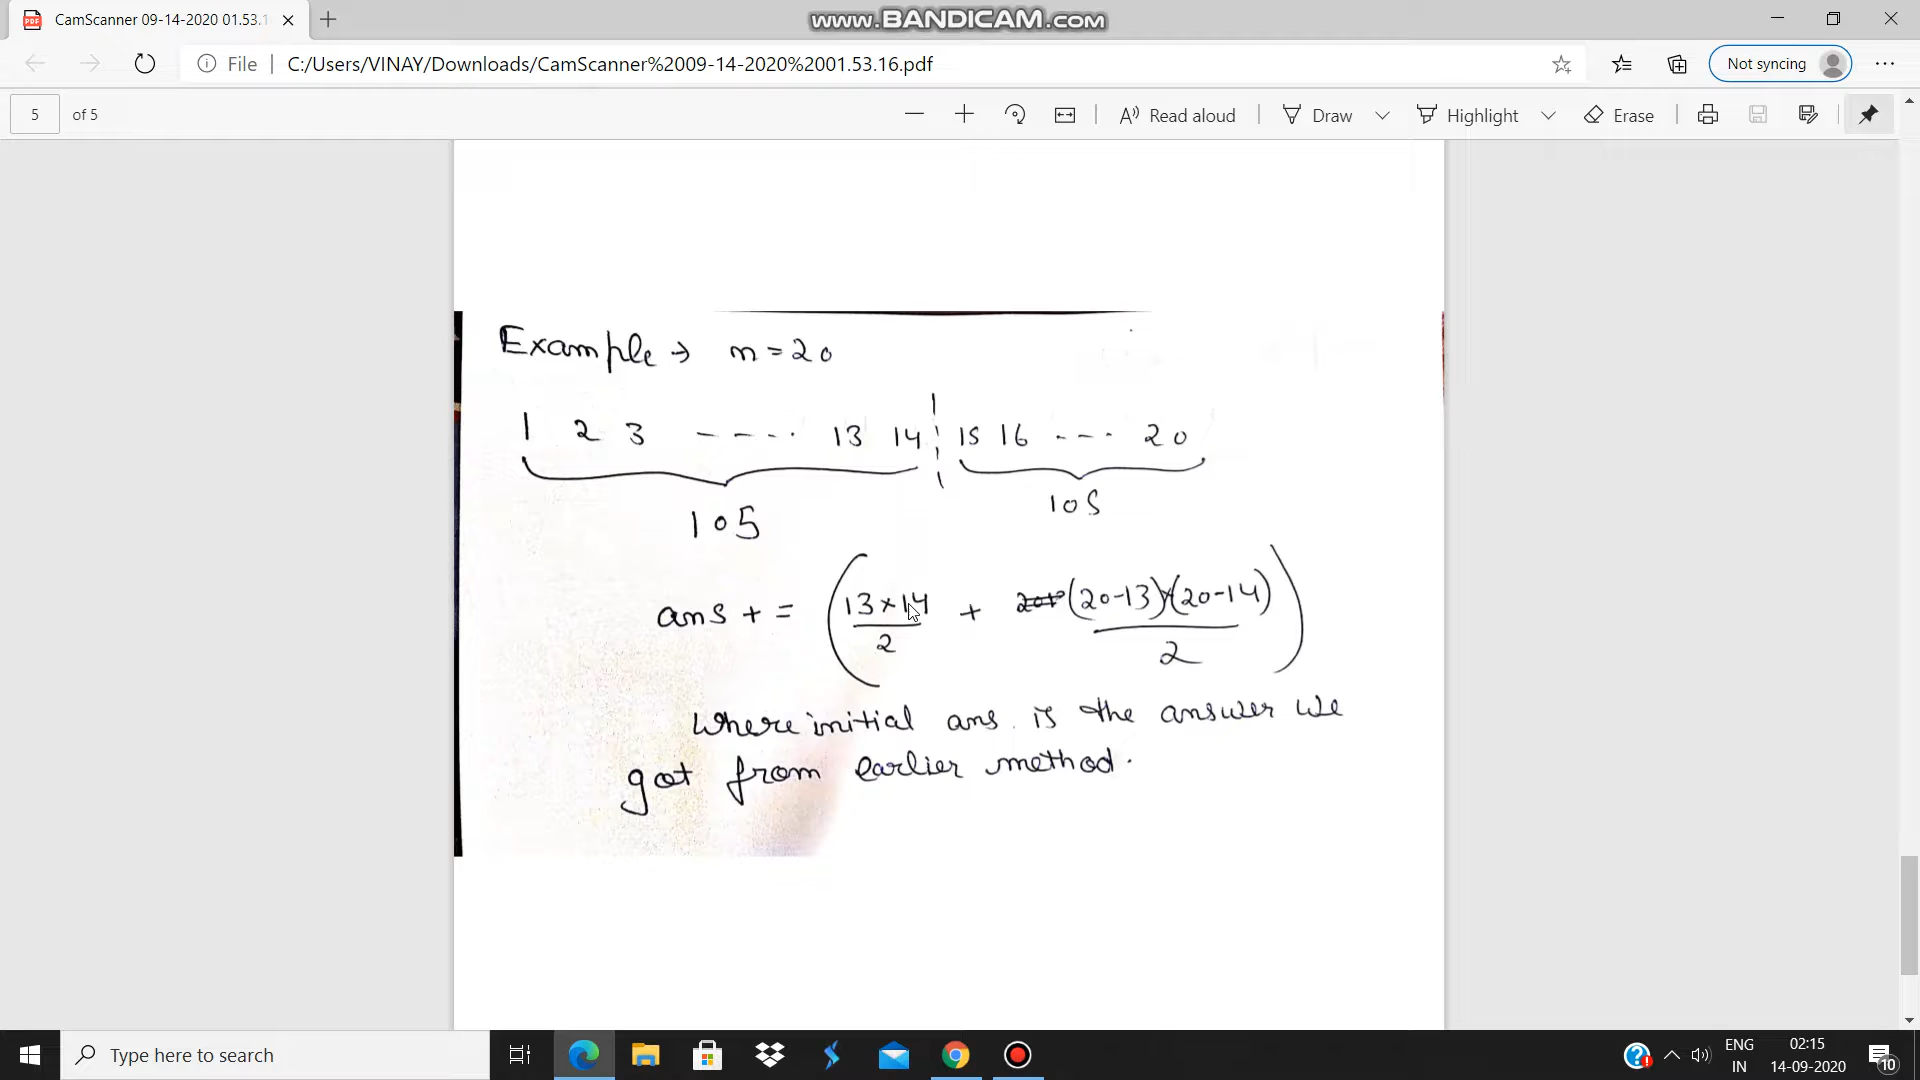 CamScanner 09-14-2020 01.53.1
www.BANDICAM.com
File
C:/Users/VINAY/Downloads/CamScanner%2009-14-2020%2001.53.16.pdf
Not syncing
5 of 5
Read aloud
Draw
Highlight
Erase
Example → n = 20
1 2 3 ----- 13 14 15 16 ---- 20
105 105
ans + = ( 13×14/2 + (20-13)×(20-14)/2 )
Where initial ans. is the answer we
got from earlier method.
Type here to search
ENG
IN
02:15
14-09-2020
10